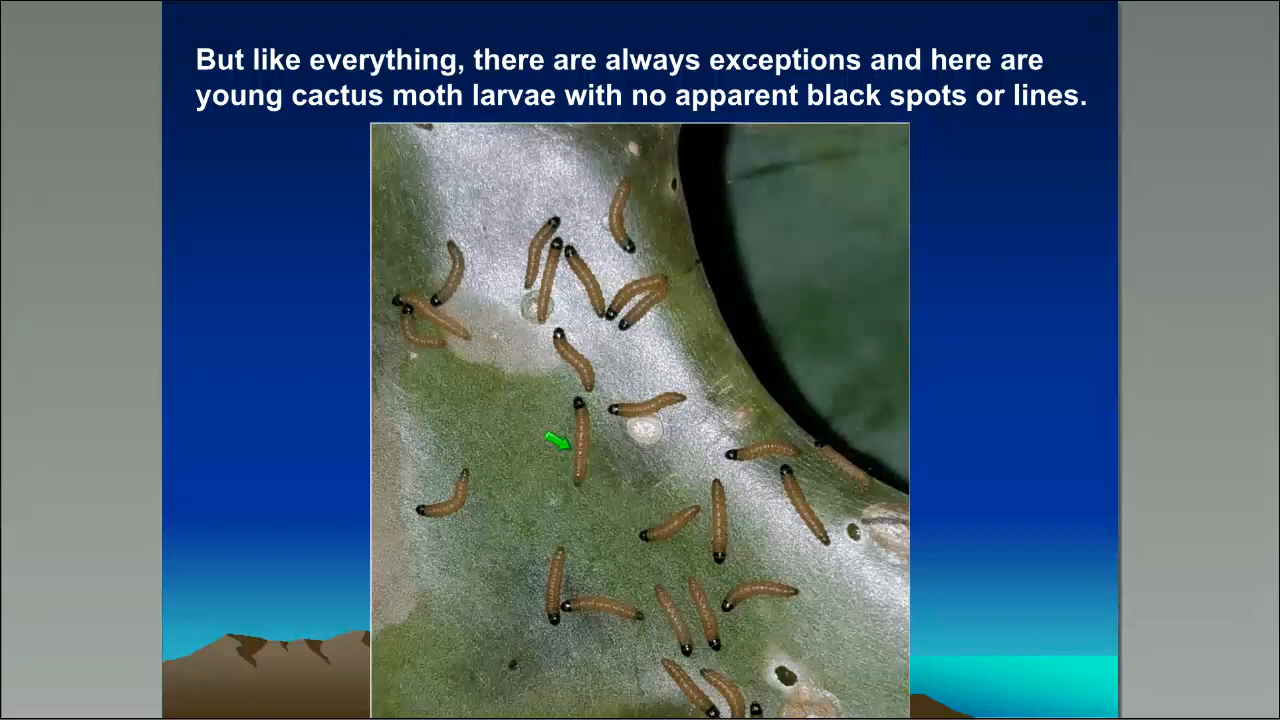 But like everything, there are always exceptions and here are
young cactus moth larvae with no apparent black spots or lines.